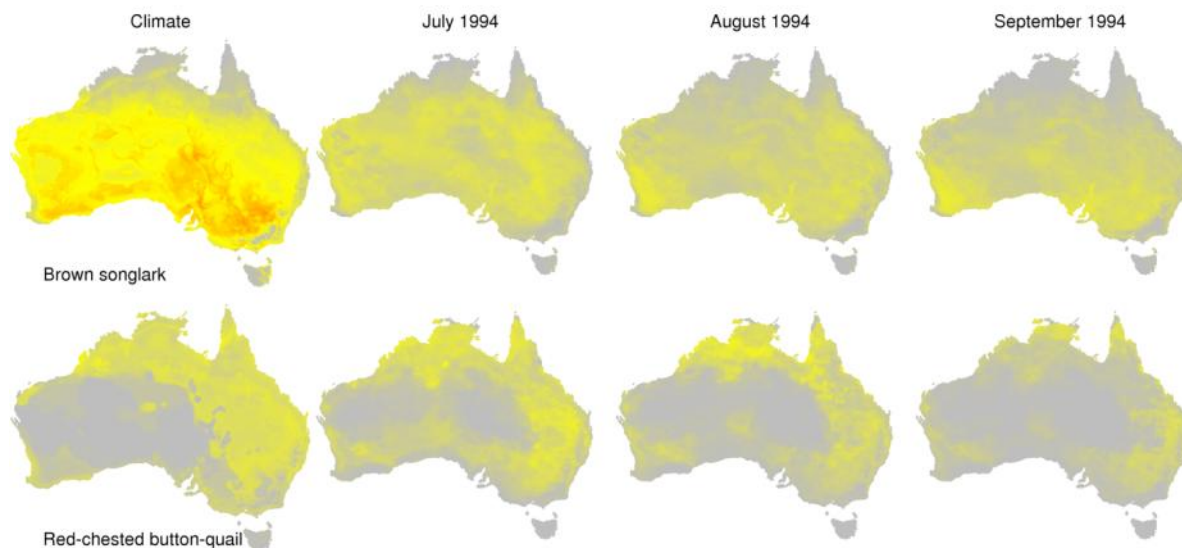 Climate
July 1994
August 1994
September 1994
Brown songlark
Red-chested button-quail